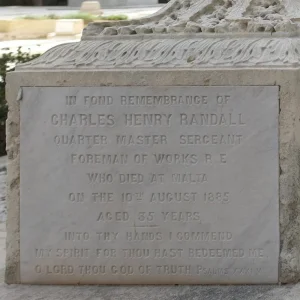 IN FOND REMEMBRANCE OF
CHARLES HENRY RANDALL
QUARTER MASTER SERGEANT
FOREMAN OF WORKS R.E
WHO DIED AT MALTA
ON THE 10TH AUGUST 1885
AGED 35 YEARS
INTO THY HANDS I COMMEND
MY SPIRIT FOR THOU HAST REDEEMED ME
O LORD THOU GOD OF TRUTH